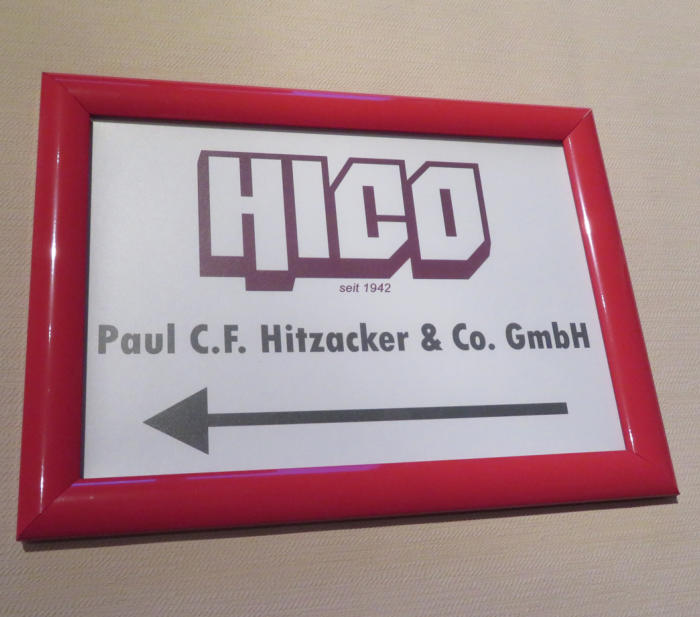 HICO
seit 1942
Paul C.F. Hitzacker & Co. GmbH